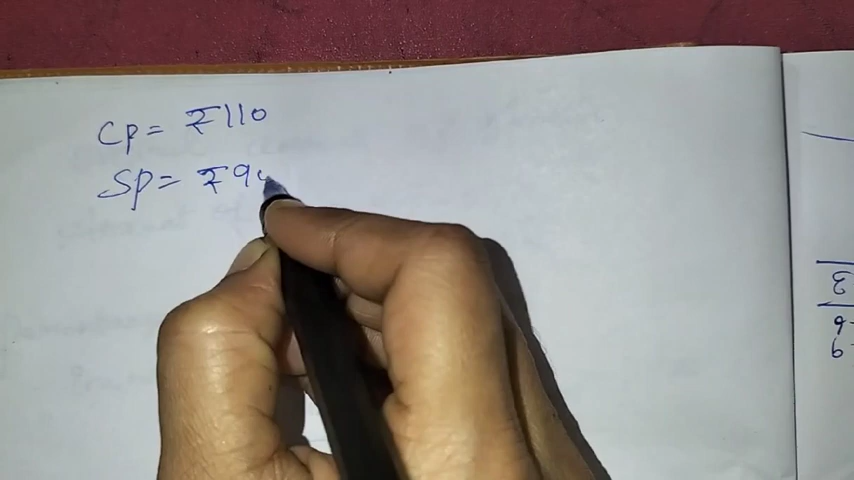 Cp = ₹110
Sp = ₹9